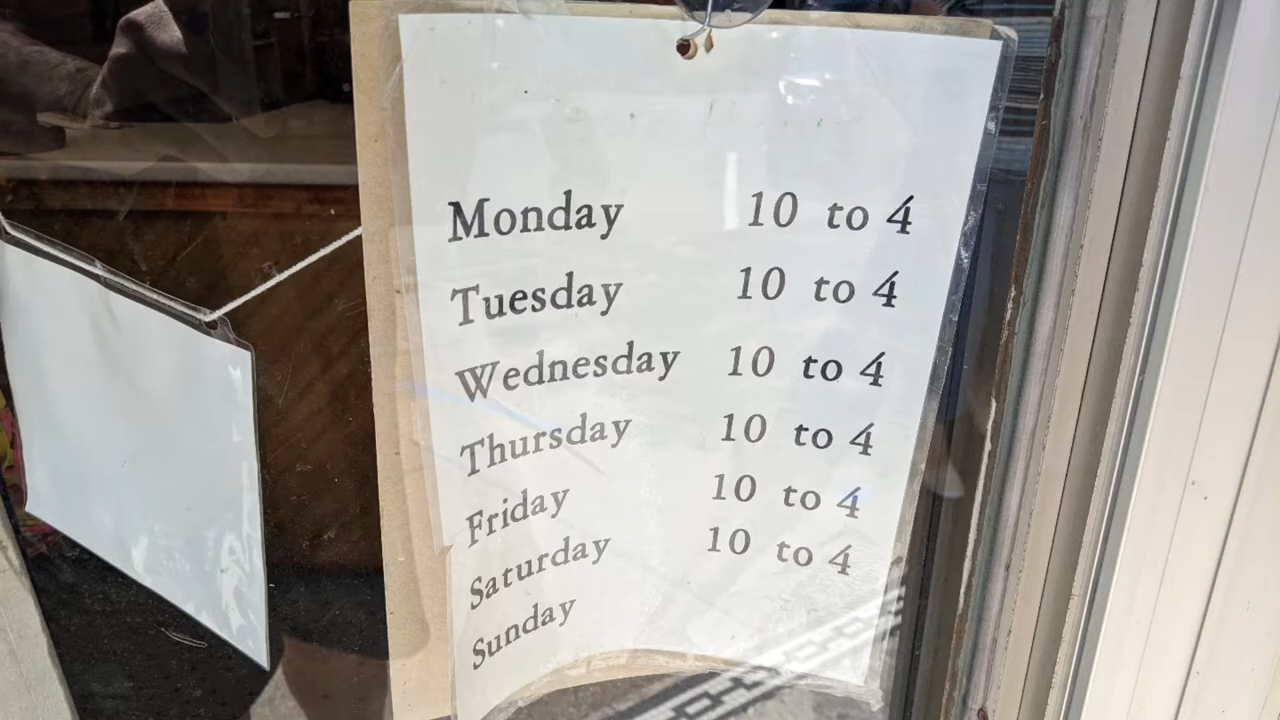 Monday 10 to 4
Tuesday 10 to 4
Wednesday 10 to 4
Thursday 10 to 4
Friday 10 to 4
Saturday 10 to 4
Sunday